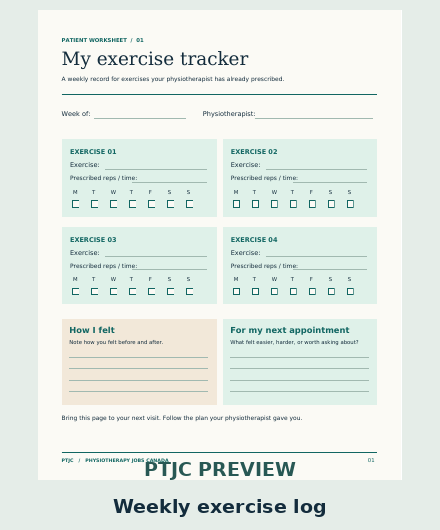 PATIENT WORKSHEET / 01
My exercise tracker
A weekly record for exercises your physiotherapist has already prescribed.
Week of: Physiotherapist:
EXERCISE 01
Exercise:
Prescribed reps / time:
M T W T F S S
EXERCISE 02
Exercise:
Prescribed reps / time:
M T W T F S S
EXERCISE 03
Exercise:
Prescribed reps / time:
M T W T F S S
EXERCISE 04
Exercise:
Prescribed reps / time:
M T W T F S S
How I felt
Note how you felt before and after.
For my next appointment
What felt easier, harder, or worth asking about?
Bring this page to your next visit. Follow the plan your physiotherapist gave you.
PTJC / PHYSIOTHERAPY JOBS CANADA 01
PTJC PREVIEW
Weekly exercise log